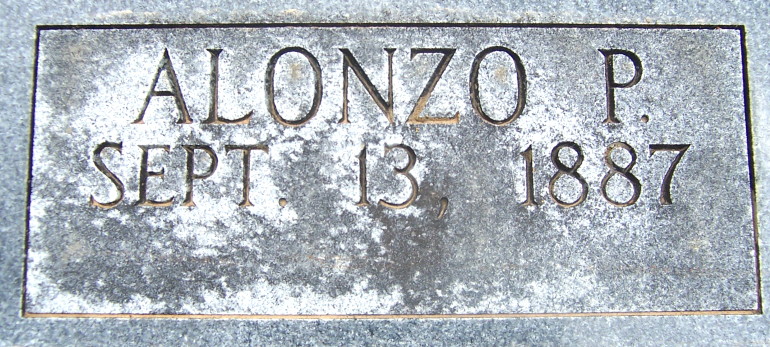 ALONZO P.
SEPT. 13, 1887